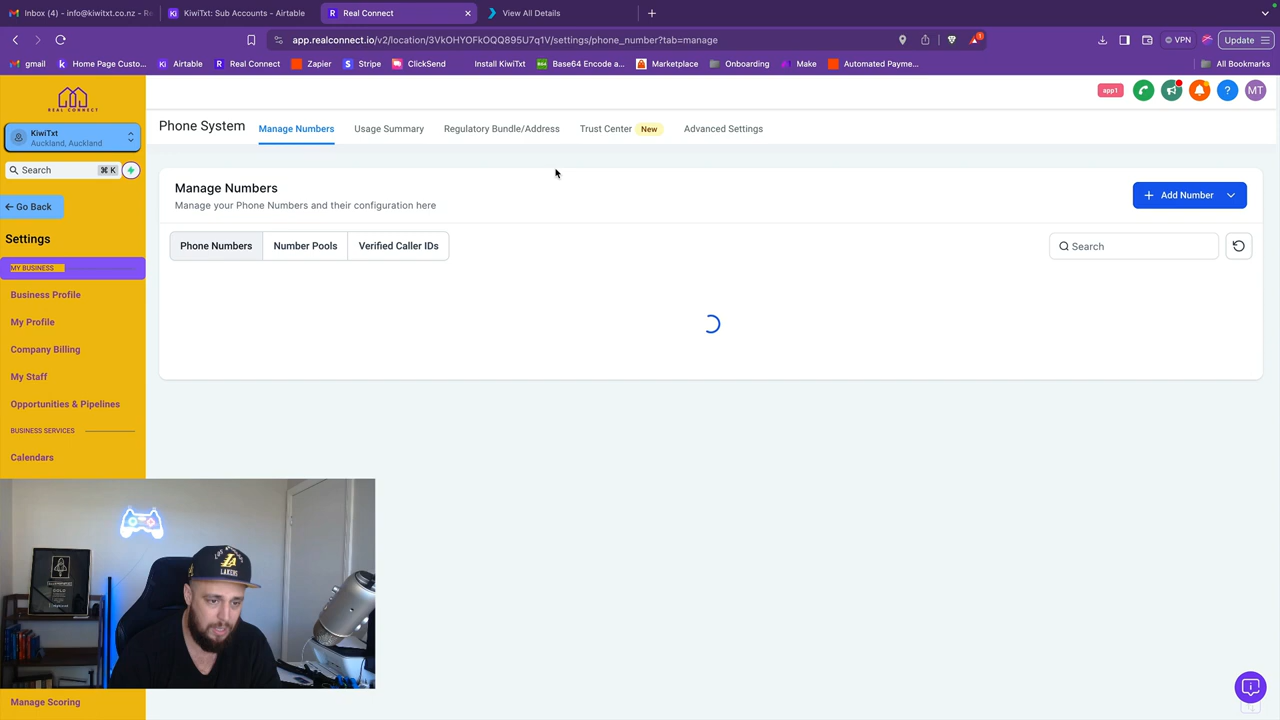 Inbox (4) - info@kiwitxt.co.nz - Re
KiwiTxt: Sub Accounts - Airtable
Real Connect
View All Details
app.realconnect.io/v2/location/3VkOHYOFkOQQ895U7q1V/settings/phone_number?tab=manage
VPN
Update
gmail
Home Page Custo...
Airtable
Real Connect
Zapier
Stripe
ClickSend
Install KiwiTxt
Base64 Encode a...
Marketplace
Onboarding
Make
Automated Payme...
All Bookmarks
REAL CONNECT
app1
MT
KiwiTxt
Auckland, Auckland
Search
⌘ K
Go Back
Settings
MY BUSINESS
Business Profile
My Profile
Company Billing
My Staff
Opportunities & Pipelines
BUSINESS SERVICES
Calendars
Manage Scoring
Phone System
Manage Numbers
Usage Summary
Regulatory Bundle/Address
Trust Center
New
Advanced Settings
Manage Numbers
Manage your Phone Numbers and their configuration here
+ Add Number
Phone Numbers
Number Pools
Verified Caller IDs
Search
LAKERS